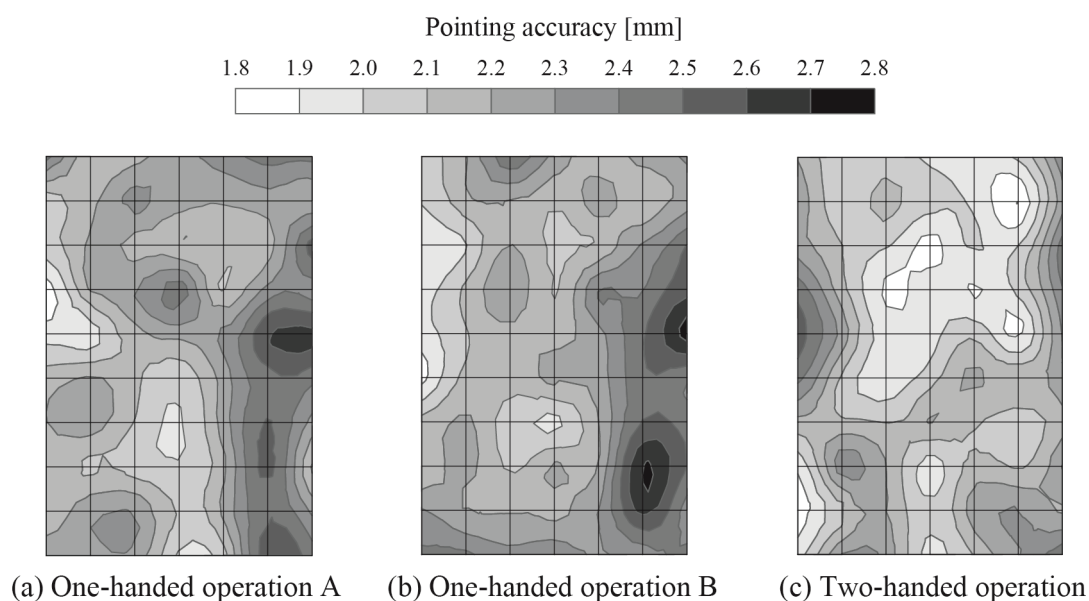 Pointing accuracy [mm]
1.8 1.9 2.0 2.1 2.2 2.3 2.4 2.5 2.6 2.7 2.8
(a) One-handed operation A (b) One-handed operation B (c) Two-handed operation